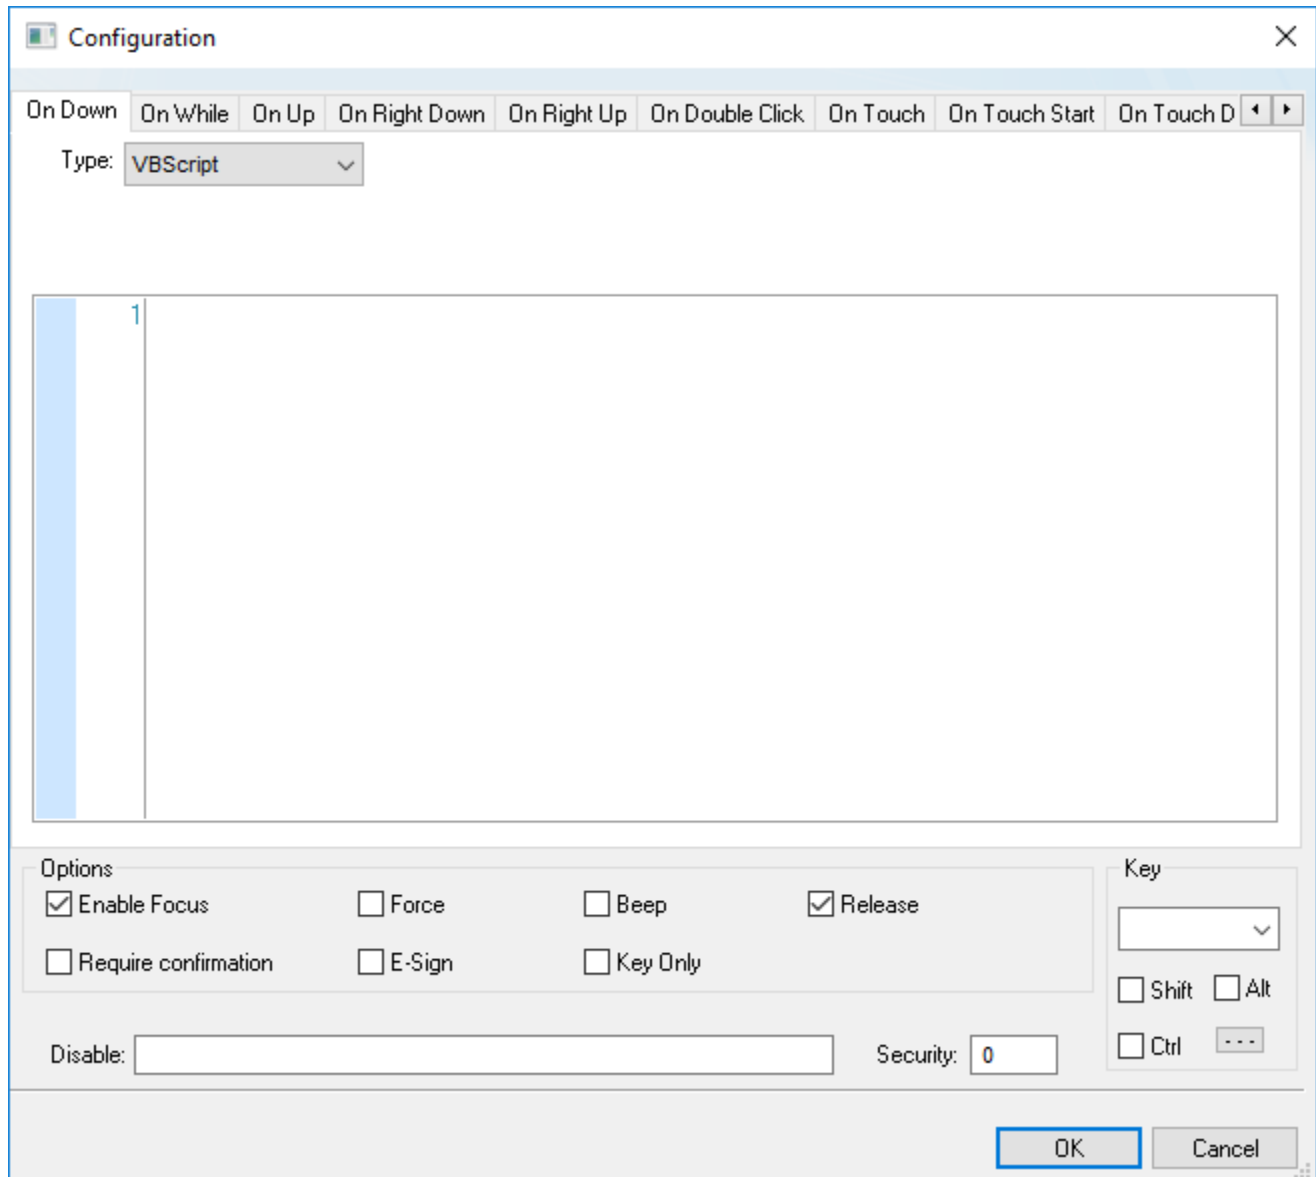 Configuration
On Down On While On Up On Right Down On Right Up On Double Click On Touch On Touch Start On Touch D
Type: VBScript
1
Options Key
Enable Focus Force Beep Release
Require confirmation E-Sign Key Only
Shift Alt
Disable: Security: 0 Ctrl ...
OK Cancel